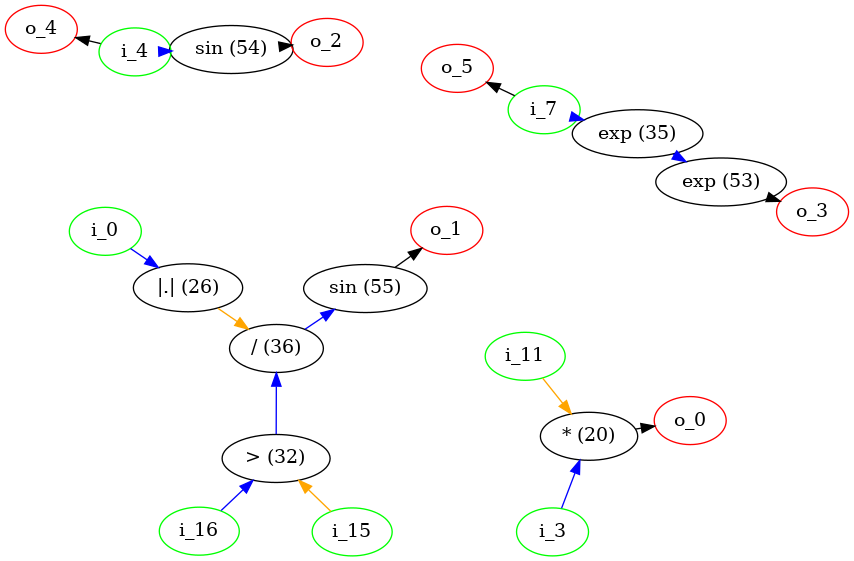 o_4
i_4
sin (54)
o_2
o_5
i_7
exp (35)
exp (53)
o_3
i_0
|.| (26)
/ (36)
sin (55)
o_1
> (32)
i_16
i_15
i_11
* (20)
o_0
i_3